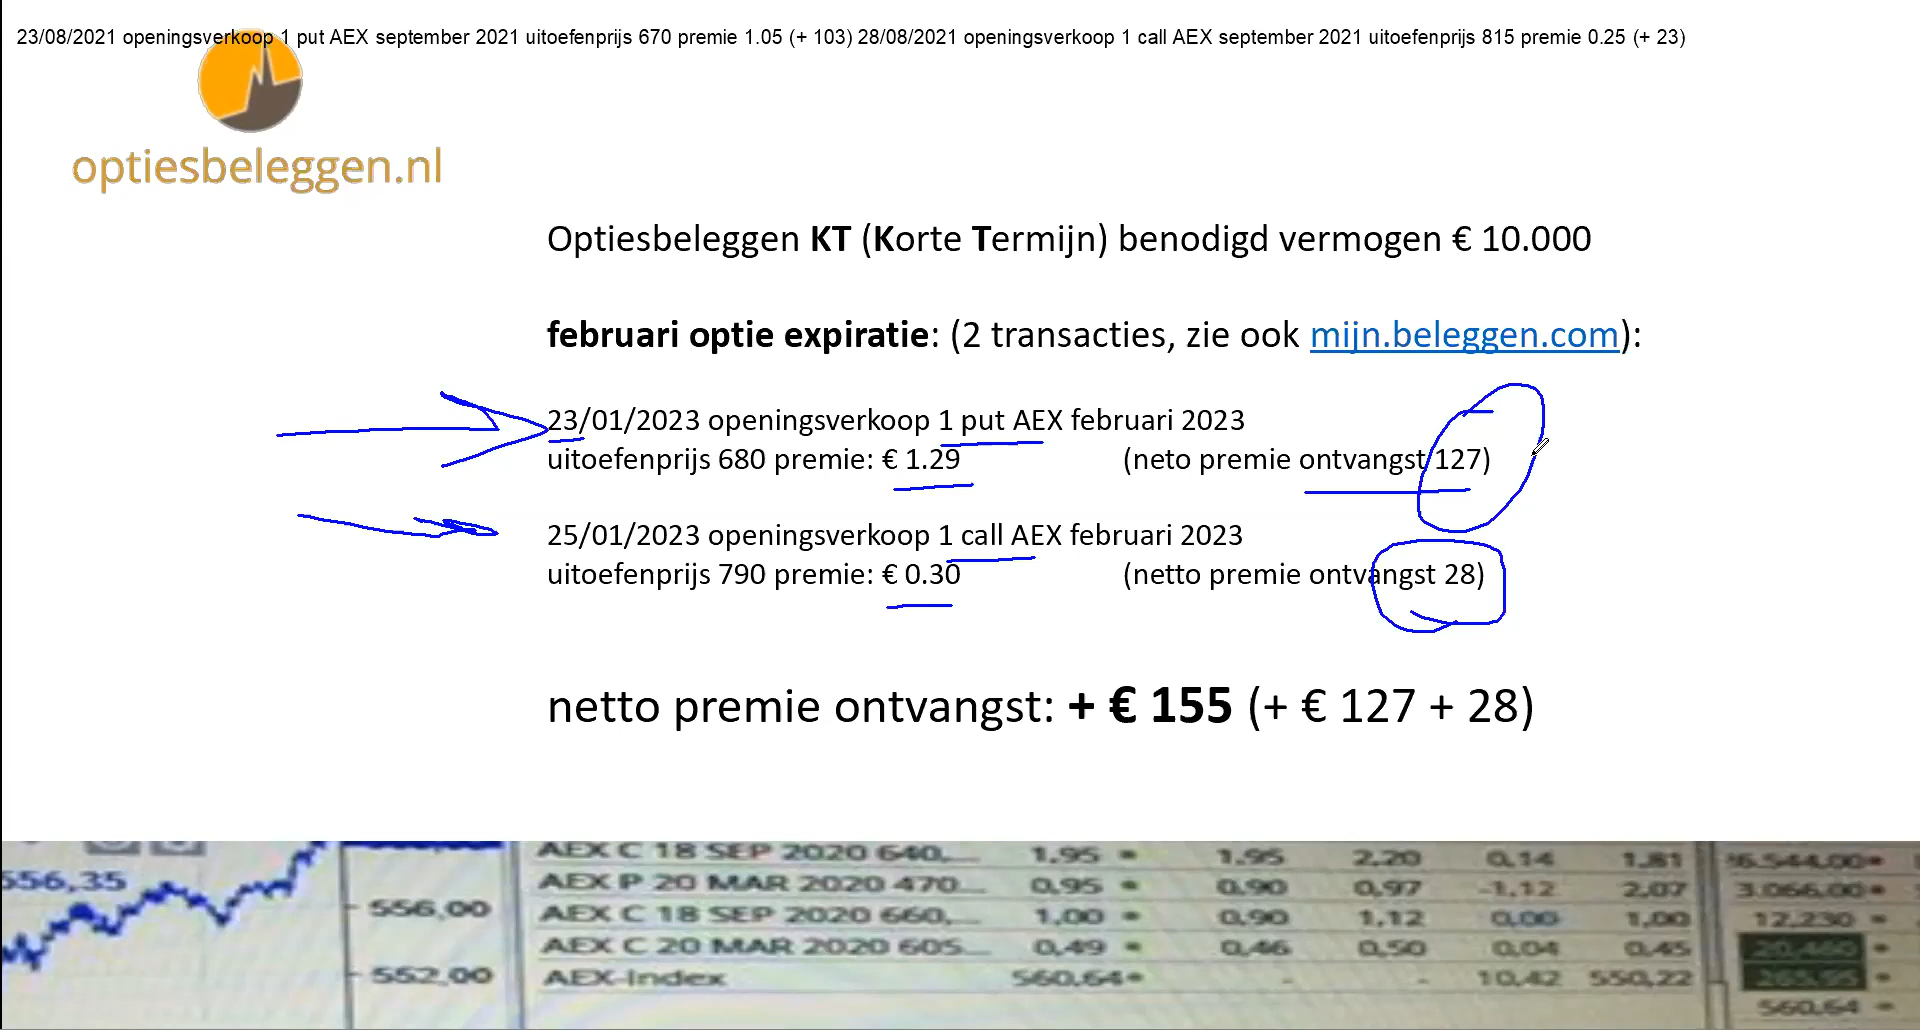 23/08/2021 openingsverkoop 1 put AEX september 2021 uitoefenprijs 670 premie 1.05 (+ 103) 28/08/2021 openingsverkoop 1 call AEX september 2021 uitoefenprijs 815 premie 0.25 (+ 23)
optiesbeleggen.nl
Optiesbeleggen KT (Korte Termijn) benodigd vermogen € 10.000
februari optie expiratie: (2 transacties, zie ook mijn.beleggen.com):
23/01/2023 openingsverkoop 1 put AEX februari 2023
uitoefenprijs 680 premie: € 1.29 (neto premie ontvangst 127)
25/01/2023 openingsverkoop 1 call AEX februari 2023
uitoefenprijs 790 premie: € 0.30 (netto premie ontvangst 28)
netto premie ontvangst: + € 155 (+ € 127 + 28)
556,35
556,00
552,00
AEX C 18 SEP 2020 640,... 1,95 1,95 2,20 0,14 1,81 6.544,00
AEX P 20 MAR 2020 470... 0,95 0,90 0,97 -1,12 2,07 3.066,00
AEX C 18 SEP 2020 660,... 1,00 0,90 1,12 0,00 1,00 12,230
AEX C 20 MAR 2020 605... 0,49 0,46 0,50 0,04 0,45 20,460
AEX-Index 560,64 - - 10,42 550,22 265,95
560,64